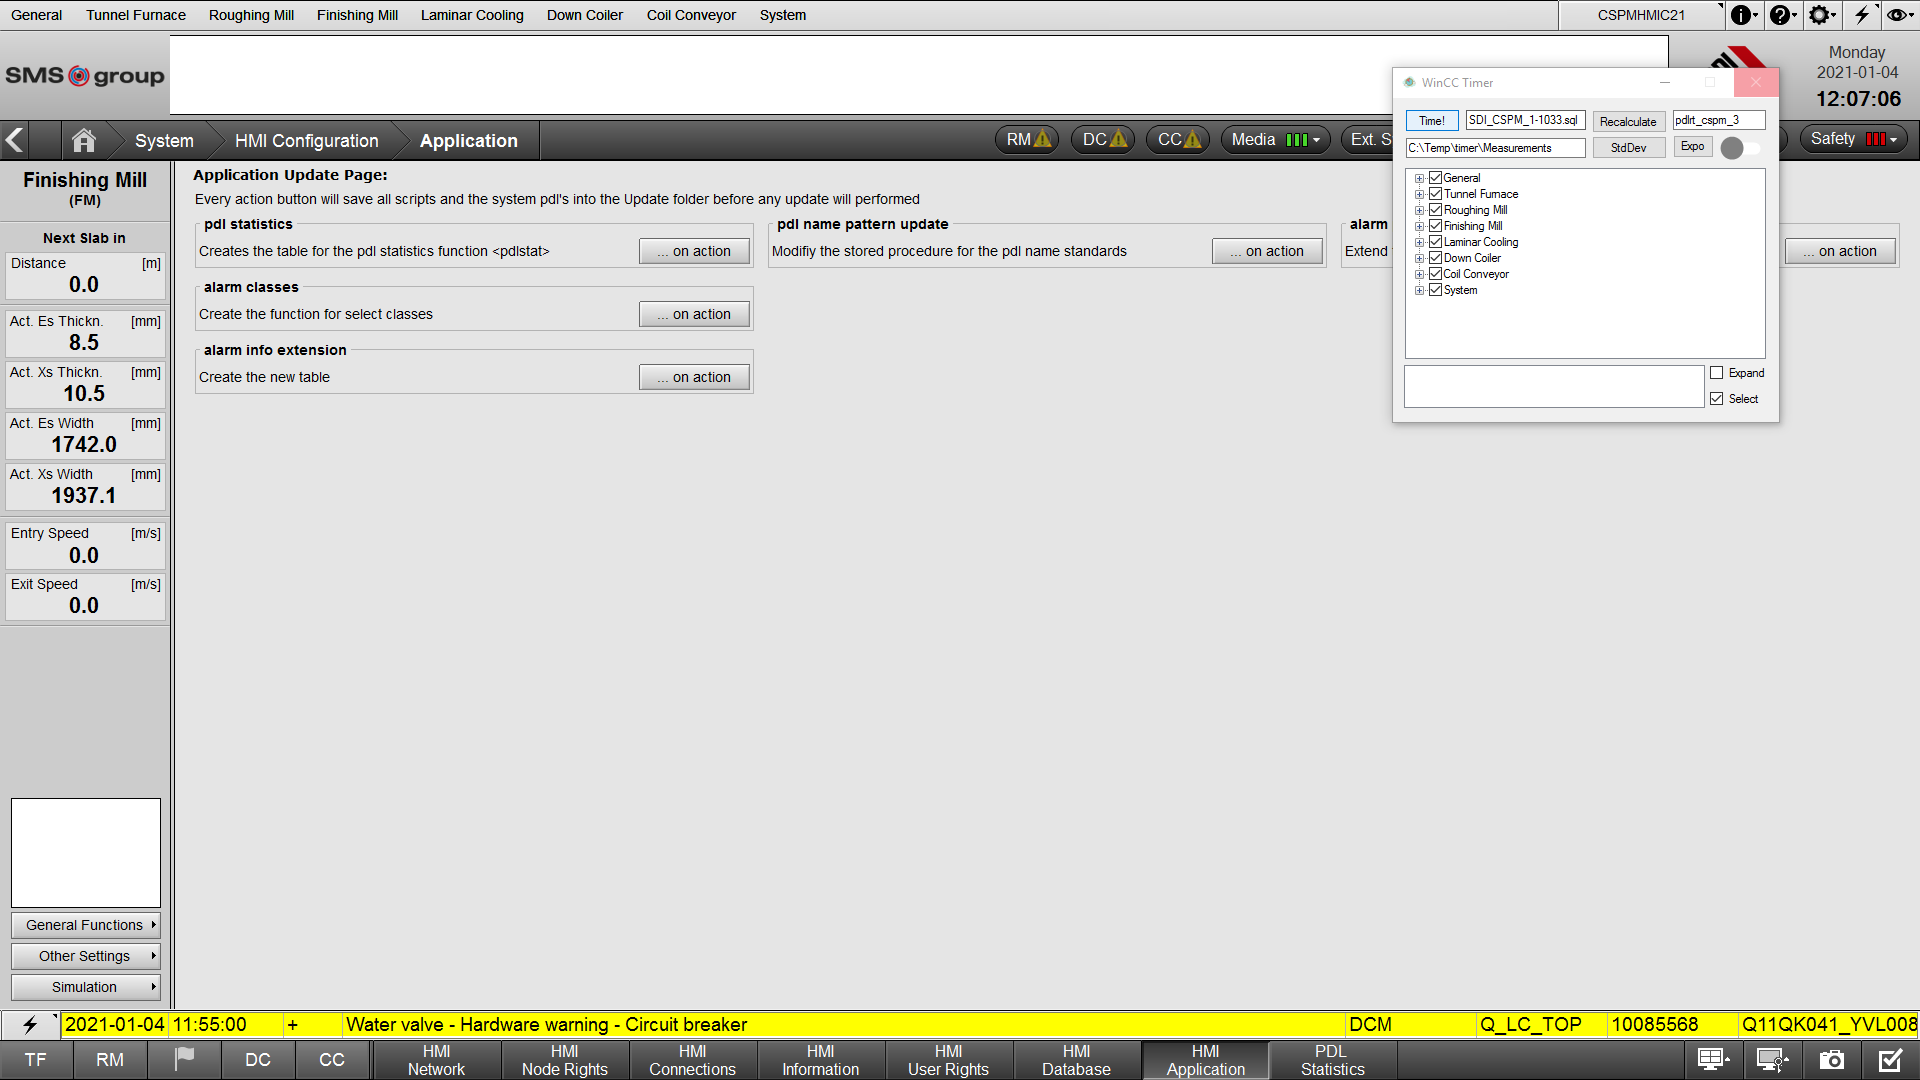 General Tunnel Furnace Roughing Mill Finishing Mill Laminar Cooling Down Coiler Coil Conveyor System CSPMHMIC21
SMS group
Monday
2021-01-04
12:07:06
System HMI Configuration Application RM DC CC Media Ext. S Safety
WinCC Timer
Time! SDI_CSPM_1-1033.sql Recalculate pdlrt_cspm_3
C:\Temp\timer\Measurements StdDev Expo
General
Tunnel Furnace
Roughing Mill
Finishing Mill
Laminar Cooling
Down Coiler
Coil Conveyor
System
Expand
Select
Finishing Mill
(FM)
Next Slab in
Distance [m]
0.0
Act. Es Thickn. [mm]
8.5
Act. Xs Thickn. [mm]
10.5
Act. Es Width [mm]
1742.0
Act. Xs Width [mm]
1937.1
Entry Speed [m/s]
0.0
Exit Speed [m/s]
0.0
General Functions
Other Settings
Simulation
Application Update Page:
Every action button will save all scripts and the system pdl's into the Update folder before any update will performed
pdl statistics
Creates the table for the pdl statistics function <pdlstat> ... on action
pdl name pattern update
Modifiy the stored procedure for the pdl name standards ... on action
alarm
Extend ... on action
alarm classes
Create the function for select classes ... on action
alarm info extension
Create the new table ... on action
2021-01-04 11:55:00 + Water valve - Hardware warning - Circuit breaker DCM Q_LC_TOP 10085568 Q11QK041_YVL008
TF RM DC CC
HMI Network
HMI Node Rights
HMI Connections
HMI Information
HMI User Rights
HMI Database
HMI Application
PDL Statistics